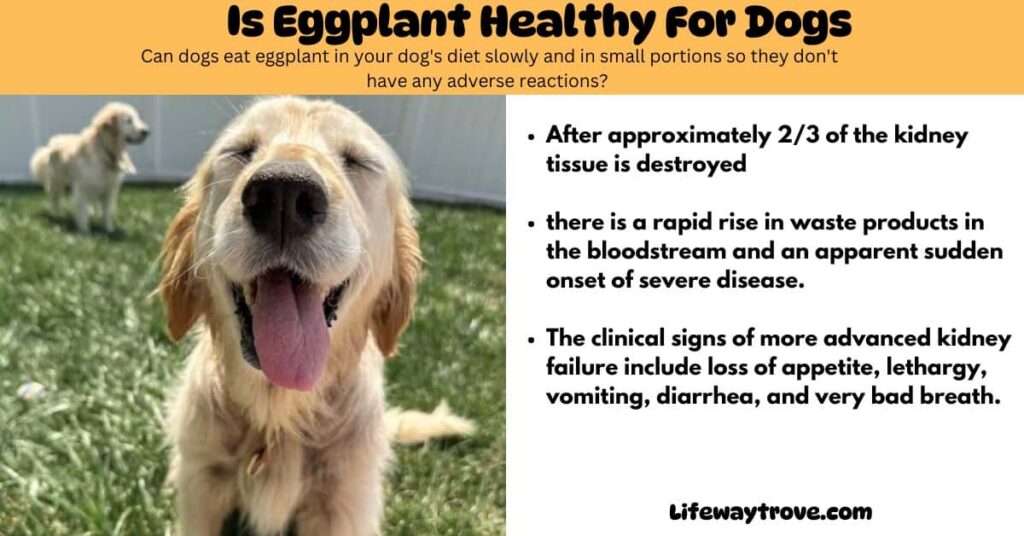 Is Eggplant Healthy For Dogs
Can dogs eat eggplant in your dog's diet slowly and in small portions so they don't
have any adverse reactions?
• After approximately 2/3 of the kidney
tissue is destroyed
• there is a rapid rise in waste products in
the bloodstream and an apparent sudden
onset of severe disease.
• The clinical signs of more advanced kidney
failure include loss of appetite, lethargy,
vomiting, diarrhea, and very bad breath.
Lifewaytrove.com